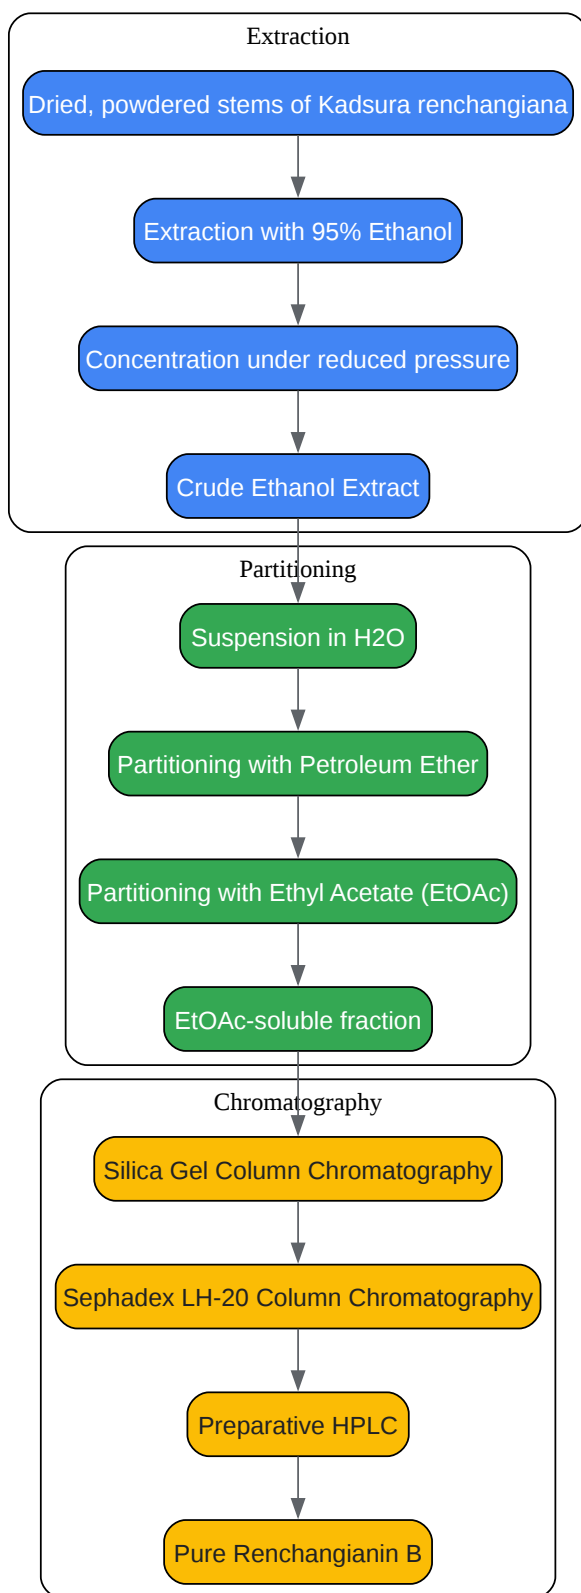 Extraction
Dried, powdered stems of Kadsura renchangiana
Extraction with 95% Ethanol
Concentration under reduced pressure
Crude Ethanol Extract
Partitioning
Suspension in H2O
Partitioning with Petroleum Ether
Partitioning with Ethyl Acetate (EtOAc)
EtOAc-soluble fraction
Chromatography
Silica Gel Column Chromatography
Sephadex LH-20 Column Chromatography
Preparative HPLC
Pure Renchangianin B